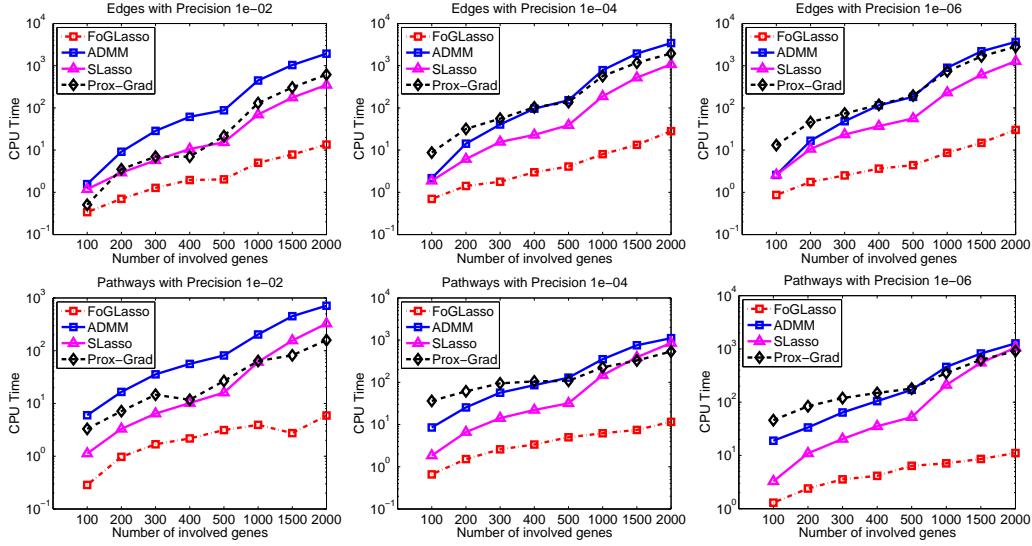 Edges with Precision 1e−02
10^4
10^3
10^2
10^1
10^0
10^−1
CPU Time
FoGLasso
ADMM
SLasso
Prox−Grad
100 200 300 400 500 1000 1500 2000
Number of involved genes
Edges with Precision 1e−04
10^4
10^3
10^2
10^1
10^0
10^−1
CPU Time
FoGLasso
ADMM
SLasso
Prox−Grad
100 200 300 400 500 1000 1500 2000
Number of involved genes
Edges with Precision 1e−06
10^4
10^3
10^2
10^1
10^0
10^−1
CPU Time
FoGLasso
ADMM
SLasso
Prox−Grad
100 200 300 400 500 1000 1500 2000
Number of involved genes
Pathways with Precision 1e−02
10^3
10^2
10^1
10^0
10^−1
CPU Time
FoGLasso
ADMM
SLasso
Prox−Grad
100 200 300 400 500 1000 1500 2000
Number of involved genes
Pathways with Precision 1e−04
10^4
10^3
10^2
10^1
10^0
10^−1
CPU Time
FoGLasso
ADMM
SLasso
Prox−Grad
100 200 300 400 500 1000 1500 2000
Number of involved genes
Pathways with Precision 1e−06
10^4
10^3
10^2
10^1
10^0
CPU Time
FoGLasso
ADMM
SLasso
Prox−Grad
100 200 300 400 500 1000 1500 2000
Number of involved genes